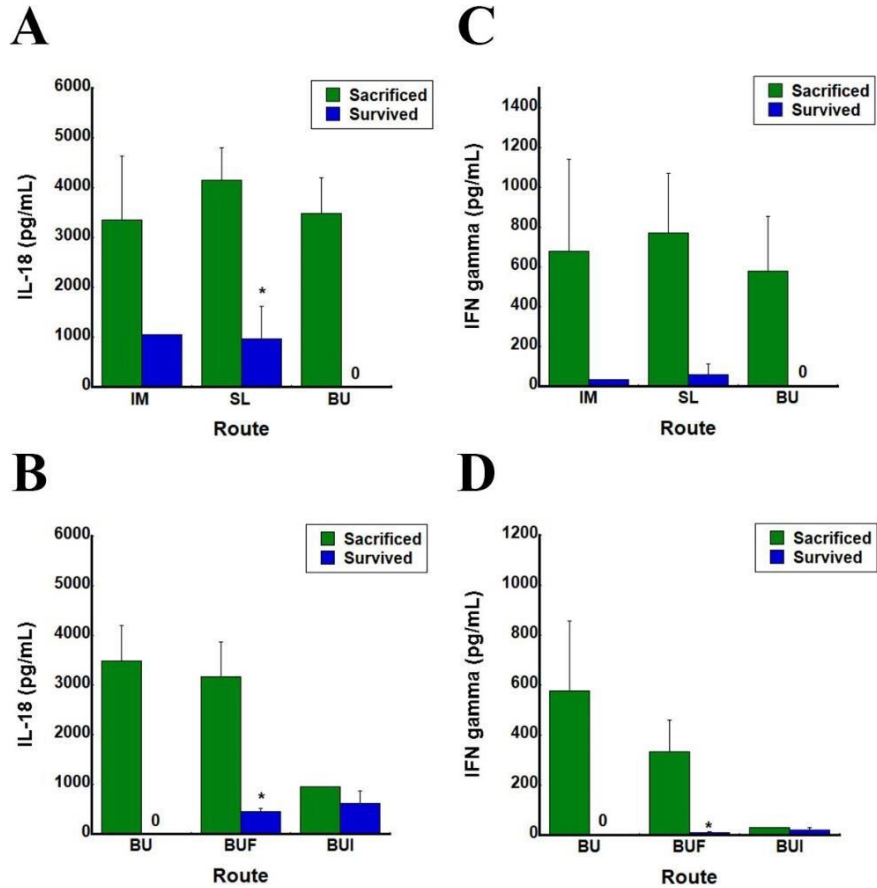 A
6000
5000
4000
3000
2000
1000
0
IL-18 (pg/mL)
Sacrificed
Survived
*
0
IM SL BU
Route
C
1400
1200
1000
800
600
400
200
0
IFN gamma (pg/mL)
Sacrificed
Survived
0
IM SL BU
Route
B
6000
5000
4000
3000
2000
1000
0
IL-18 (pg/mL)
Sacrificed
Survived
0
*
BU BUF BUI
Route
D
1200
1000
800
600
400
200
0
IFN gamma (pg/mL)
Sacrificed
Survived
0
*
BU BUF BUI
Route